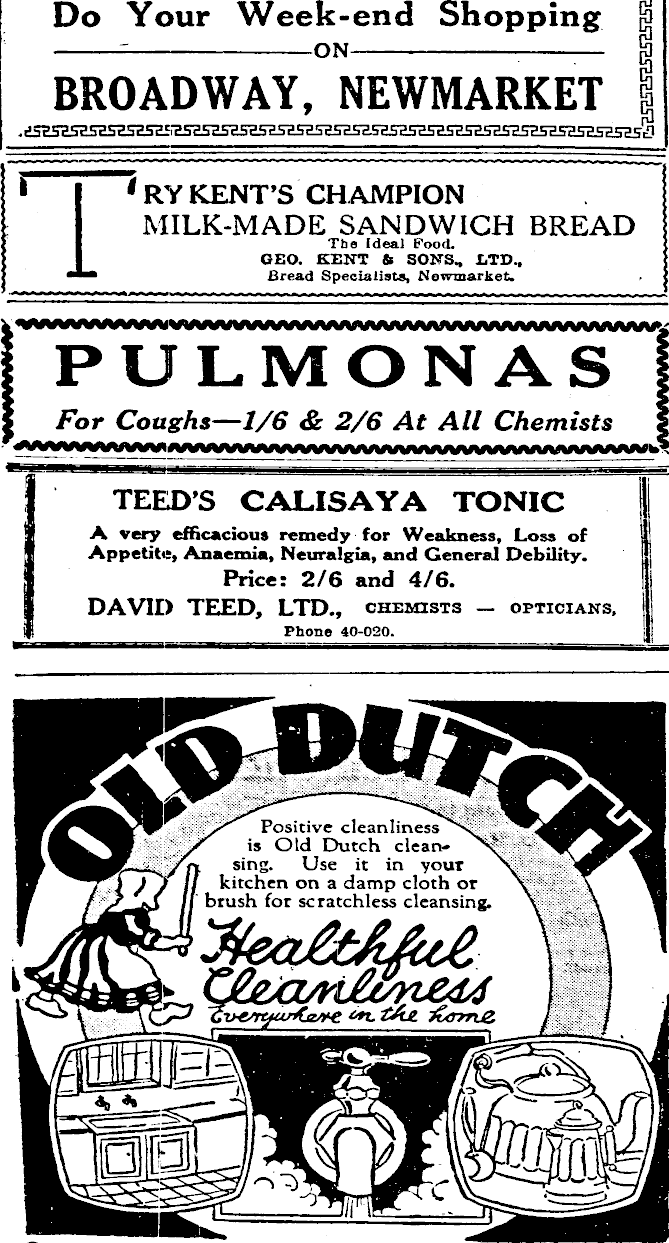 Do Your Week-end Shopping
ON
BROADWAY, NEWMARKET
TRY KENT'S CHAMPION
MILK-MADE SANDWICH BREAD
The Ideal Food.
GEO. KENT & SONS., LTD.,
Bread Specialists, Newmarket.
PULMONAS
For Coughs—1/6 & 2/6 At All Chemists
TEED'S CALISAYA TONIC
A very efficacious remedy for Weakness, Loss of
Appetite, Anaemia, Neuralgia, and General Debility.
Price: 2/6 and 4/6.
DAVID TEED, LTD., CHEMISTS — OPTICIANS,
Phone 40-020.
OLD DUTCH
Positive cleanliness
is Old Dutch clean-
sing. Use it in your
kitchen on a damp cloth or
brush for scratchless cleansing.
Healthful
Cleanliness
Everywhere in the home